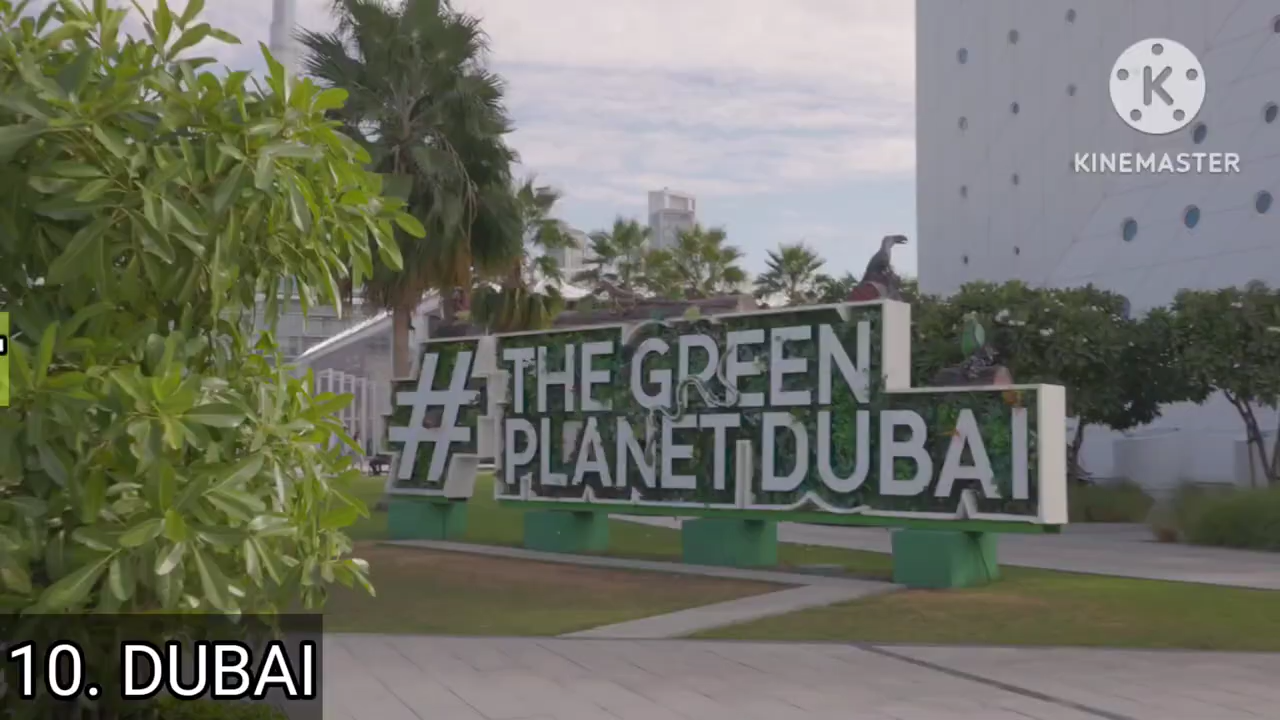 K
KINEMASTER
# THE GREEN
PLANET DUBAI
10. DUBAI